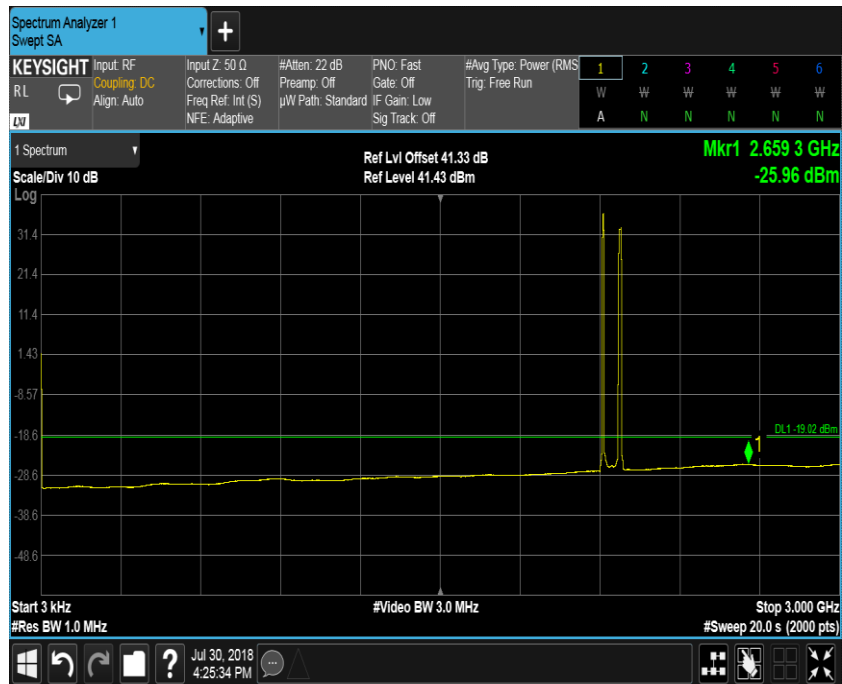 Spectrum Analyzer 1
Swept SA
+
KEYSIGHT
RL
LXI
Input: RF
Coupling: DC
Align: Auto
Input Z: 50 Ω
Corrections: Off
Freq Ref: Int (S)
NFE: Adaptive
#Atten: 22 dB
Preamp: Off
µW Path: Standard
PNO: Fast
Gate: Off
IF Gain: Low
Sig Track: Off
#Avg Type: Power (RMS
Trig: Free Run
1 2 3 4 5 6
W W W W W W
A N N N N N
1 Spectrum
Scale/Div 10 dB
Ref Lvl Offset 41.33 dB
Ref Level 41.43 dBm
Mkr1 2.659 3 GHz
-25.96 dBm
Log
31.4
21.4
11.4
1.43
-8.57
-18.6
-28.6
-38.6
-48.6
DL1 -19.02 dBm
1
Start 3 kHz
#Res BW 1.0 MHz
#Video BW 3.0 MHz
Stop 3.000 GHz
#Sweep 20.0 s (2000 pts)
?
Jul 30, 2018
4:25:34 PM